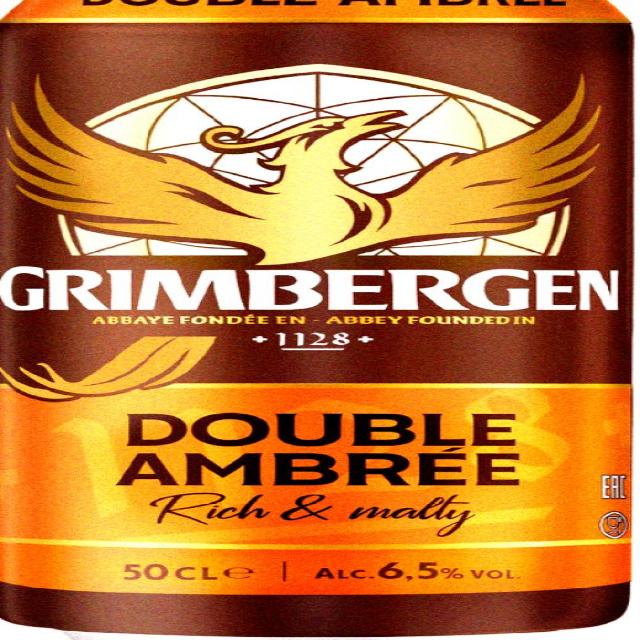 DOUBLE AMBRÉE
GRIMBERGEN
ABBAYE FONDÉE EN - ABBEY FOUNDED IN
1128
DOUBLE
AMBRÉE
Rich & malty
EAC
50 CL ℮ | ALC. 6,5% VOL.